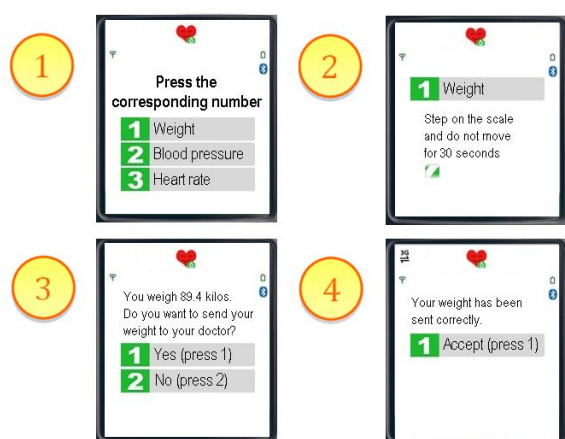 1
Press the
corresponding number
1 Weight
2 Blood pressure
3 Heart rate
2
1 Weight
Step on the scale
and do not move
for 30 seconds
3
You weigh 89.4 kilos.
Do you want to send your
weight to your doctor?
1 Yes (press 1)
2 No (press 2)
4
3G
Your weight has been
sent correctly.
1 Accept (press 1)